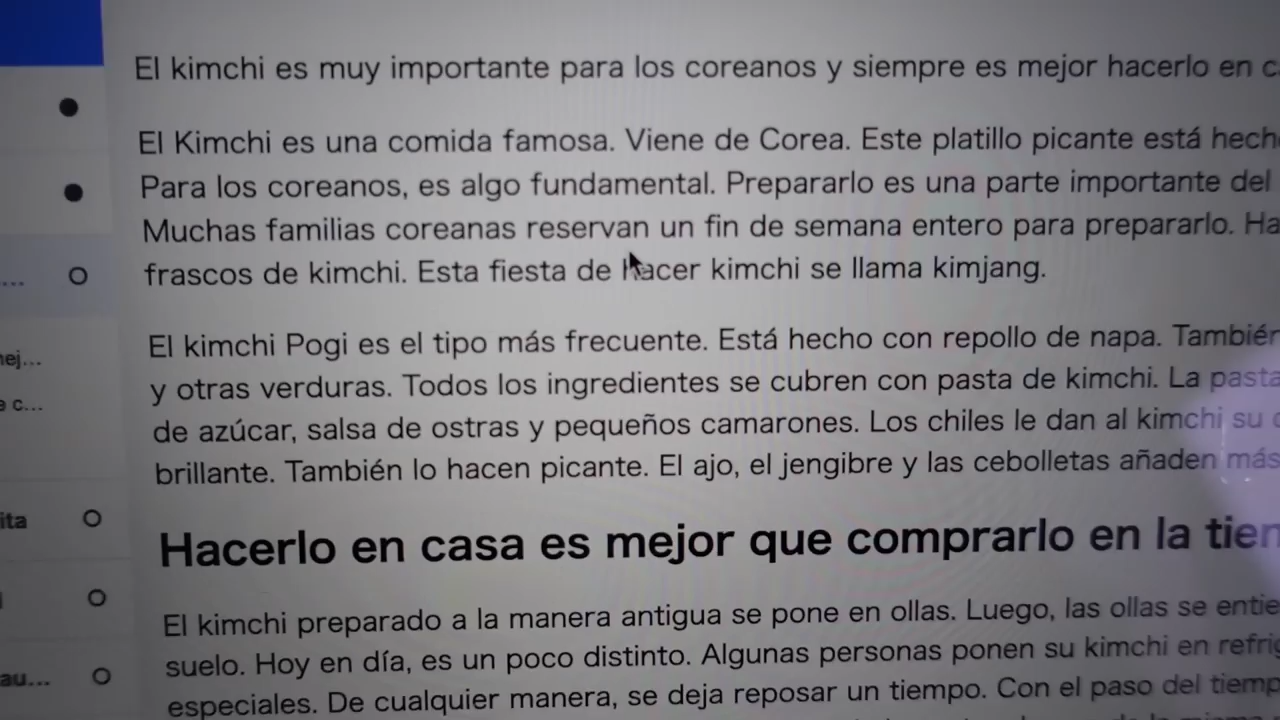 El kimchi es muy importante para los coreanos y siempre es mejor hacerlo en
El Kimchi es una comida famosa. Viene de Corea. Este platillo picante está
Para los coreanos, es algo fundamental. Prepararlo es una parte importante del
Muchas familias coreanas reservan un fin de semana entero para prepararlo.
frascos de kimchi. Esta fiesta de hacer kimchi se llama kimjang.
El kimchi Pogi es el tipo más frecuente. Está hecho con repollo de napa. También
y otras verduras. Todos los ingredientes se cubren con pasta de kimchi. La pasta
de azúcar, salsa de ostras y pequeños camarones. Los chiles le dan al kimchi su
brillante. También lo hacen picante. El ajo, el jengibre y las cebolletas añaden más
Hacerlo en casa es mejor que comprarlo en la
El kimchi preparado a la manera antigua se pone en ollas. Luego, las ollas se
suelo. Hoy en día, es un poco distinto. Algunas personas ponen su kimchi en
especiales. De cualquier manera, se deja reposar un tiempo. Con el paso del